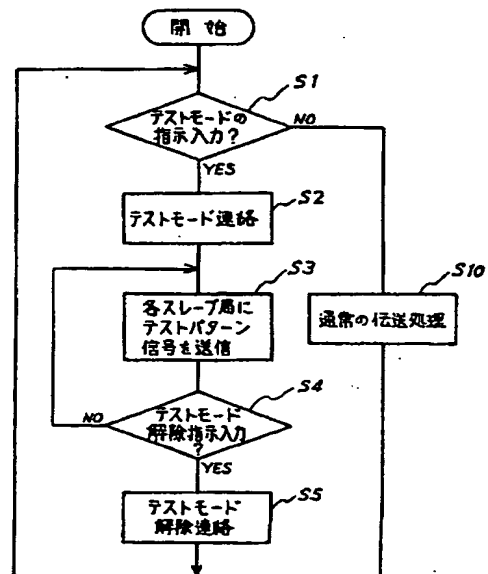 開始
S1
テストモードの
指示入力?
NO
YES
S2
テストモード連絡
S3
各スレーブ局に
テストパターン
信号を送信
S10
通常の伝送処理
S4
テストモード
解除指示入力
?
NO
YES
S5
テストモード
解除連絡